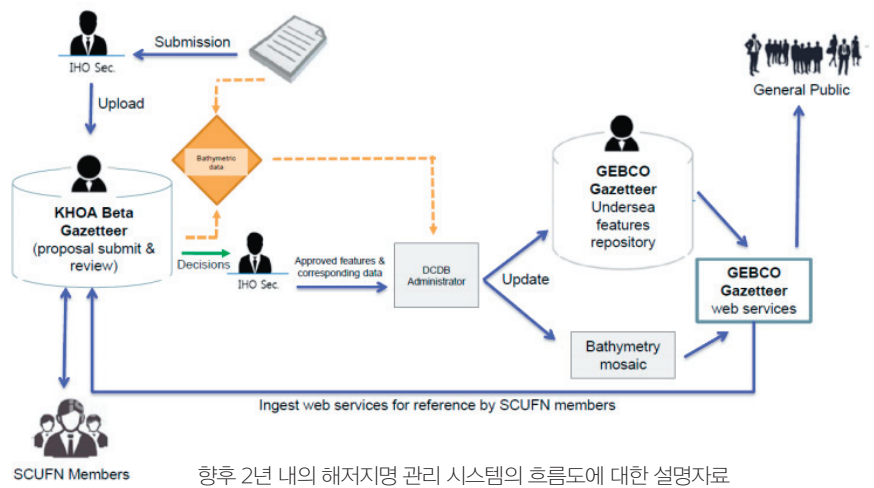 Submission
IHO Sec.
Upload
General Public
Bathymetric
data
KHOA Beta
Gazetteer
(proposal submit &
review)
Decisions
IHO Sec.
Approved features &
corresponding data
DCDB
Administrator
Update
GEBCO
Gazetteer
Undersea
features
repository
GEBCO
Gazetteer
web services
Bathymetry
mosaic
Ingest web services for reference by SCUFN members
SCUFN Members
향후 2년 내의 해저지명 관리 시스템의 흐름도에 대한 설명자료